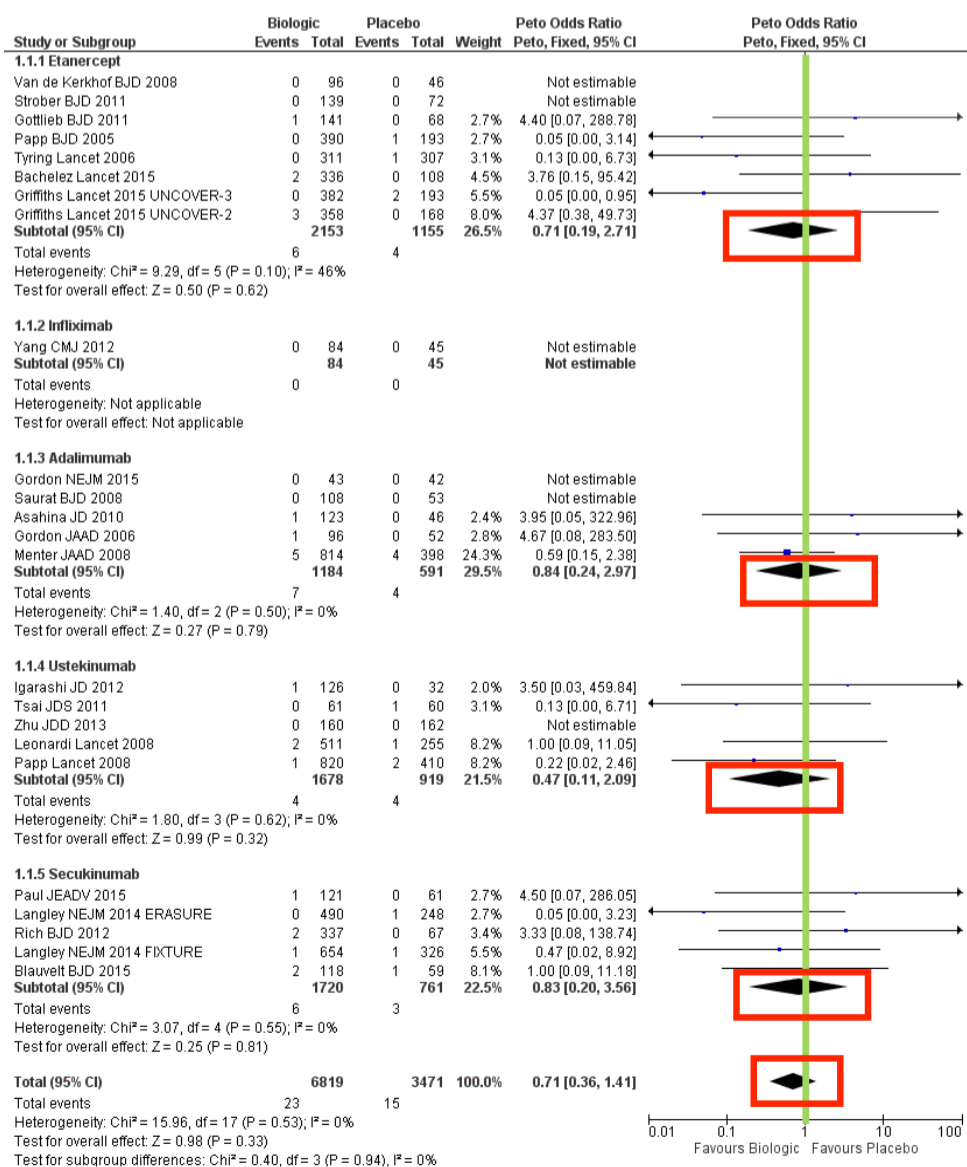 Biologic Placebo Peto Odds Ratio Peto Odds Ratio
Study or Subgroup Events Total Events Total Weight Peto, Fixed, 95% CI Peto, Fixed, 95% CI
1.1.1 Etanercept
Van de Kerkhof BJD 2008 0 96 0 46 Not estimable
Strober BJD 2011 0 139 0 72 Not estimable
Gottlieb BJD 2011 1 141 0 68 2.7% 4.40 [0.07, 288.78]
Papp BJD 2005 0 390 1 193 2.7% 0.05 [0.00, 3.14]
Tyring Lancet 2006 0 311 1 307 3.1% 0.13 [0.00, 6.73]
Bachelez Lancet 2015 2 336 0 108 4.5% 3.76 [0.15, 95.42]
Griffiths Lancet 2015 UNCOVER-3 0 382 2 193 5.5% 0.05 [0.00, 0.95]
Griffiths Lancet 2015 UNCOVER-2 3 358 0 168 8.0% 4.37 [0.38, 49.73]
Subtotal (95% CI) 2153 1155 26.5% 0.71 [0.19, 2.71]
Total events 6 4
Heterogeneity: Chi² = 9.29, df = 5 (P = 0.10); I² = 46%
Test for overall effect: Z = 0.50 (P = 0.62)
1.1.2 Infliximab
Yang CMJ 2012 0 84 0 45 Not estimable
Subtotal (95% CI) 84 45 Not estimable
Total events 0 0
Heterogeneity: Not applicable
Test for overall effect: Not applicable
1.1.3 Adalimumab
Gordon NEJM 2015 0 43 0 42 Not estimable
Saurat BJD 2008 0 108 0 53 Not estimable
Asahina JD 2010 1 123 0 46 2.4% 3.95 [0.05, 322.96]
Gordon JAAD 2006 1 96 0 52 2.8% 4.67 [0.08, 283.50]
Menter JAAD 2008 5 814 4 398 24.3% 0.59 [0.15, 2.38]
Subtotal (95% CI) 1184 591 29.5% 0.84 [0.24, 2.97]
Total events 7 4
Heterogeneity: Chi² = 1.40, df = 2 (P = 0.50); I² = 0%
Test for overall effect: Z = 0.27 (P = 0.79)
1.1.4 Ustekinumab
Igarashi JD 2012 1 126 0 32 2.0% 3.50 [0.03, 459.84]
Tsai JDS 2011 0 61 1 60 3.1% 0.13 [0.00, 6.71]
Zhu JDD 2013 0 160 0 162 Not estimable
Leonardi Lancet 2008 2 511 1 255 8.2% 1.00 [0.09, 11.05]
Papp Lancet 2008 1 820 2 410 8.2% 0.22 [0.02, 2.46]
Subtotal (95% CI) 1678 919 21.5% 0.47 [0.11, 2.09]
Total events 4 4
Heterogeneity: Chi² = 1.80, df = 3 (P = 0.62); I² = 0%
Test for overall effect: Z = 0.99 (P = 0.32)
1.1.5 Secukinumab
Paul JEADV 2015 1 121 0 61 2.7% 4.50 [0.07, 286.05]
Langley NEJM 2014 ERASURE 0 490 1 248 2.7% 0.05 [0.00, 3.23]
Rich BJD 2012 2 337 0 67 3.4% 3.33 [0.08, 138.74]
Langley NEJM 2014 FIXTURE 1 654 1 326 5.5% 0.47 [0.02, 8.92]
Blauvelt BJD 2015 2 118 1 59 8.1% 1.00 [0.09, 11.18]
Subtotal (95% CI) 1720 761 22.5% 0.83 [0.20, 3.56]
Total events 6 3
Heterogeneity: Chi² = 3.07, df = 4 (P = 0.55); I² = 0%
Test for overall effect: Z = 0.25 (P = 0.81)
Total (95% CI) 6819 3471 100.0% 0.71 [0.36, 1.41]
Total events 23 15
Heterogeneity: Chi² = 15.96, df = 17 (P = 0.53); I² = 0%
Test for overall effect: Z = 0.98 (P = 0.33)
Test for subgroup differences: Chi² = 0.40, df = 3 (P = 0.94), I² = 0%
0.01 0.1 1 10 100
Favours Biologic Favours Placebo